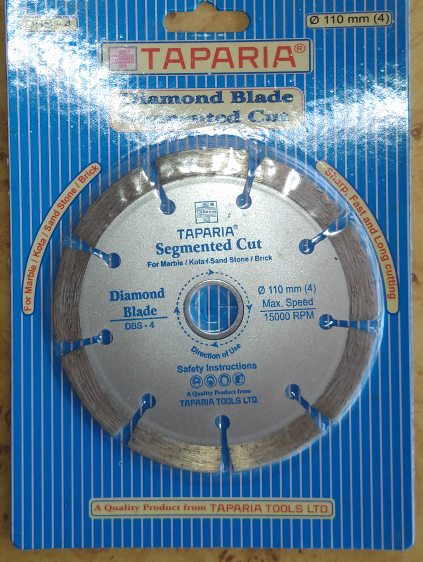 Ø 110 mm (4)
TAPARIA®
Diamond Blade
Segmented Cut
For Marble / Kota / Sand Stone / Brick
Sharp, Fast and Long cutting
TAPARIA®
Segmented Cut
For Marble / Kota / Sand Stone / Brick
Diamond
Blade
DBS - 4
Ø 110 mm (4)
Max. Speed
15000 RPM
Direction of Use
Safety Instructions
A Quality Product from
TAPARIA TOOLS LTD.
A Quality Product from TAPARIA TOOLS LTD.